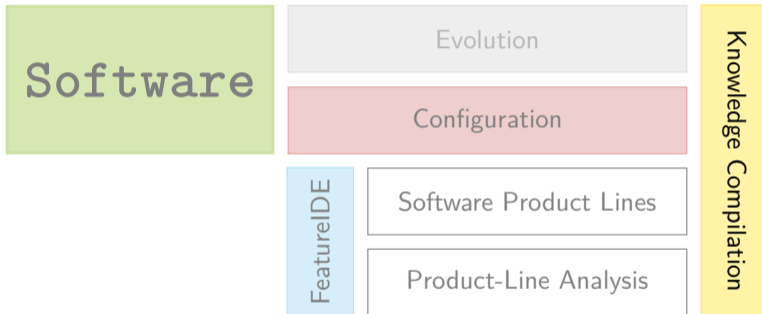 Software
Evolution
Configuration
FeatureIDE
Software Product Lines
Product-Line Analysis
Knowledge Compilation